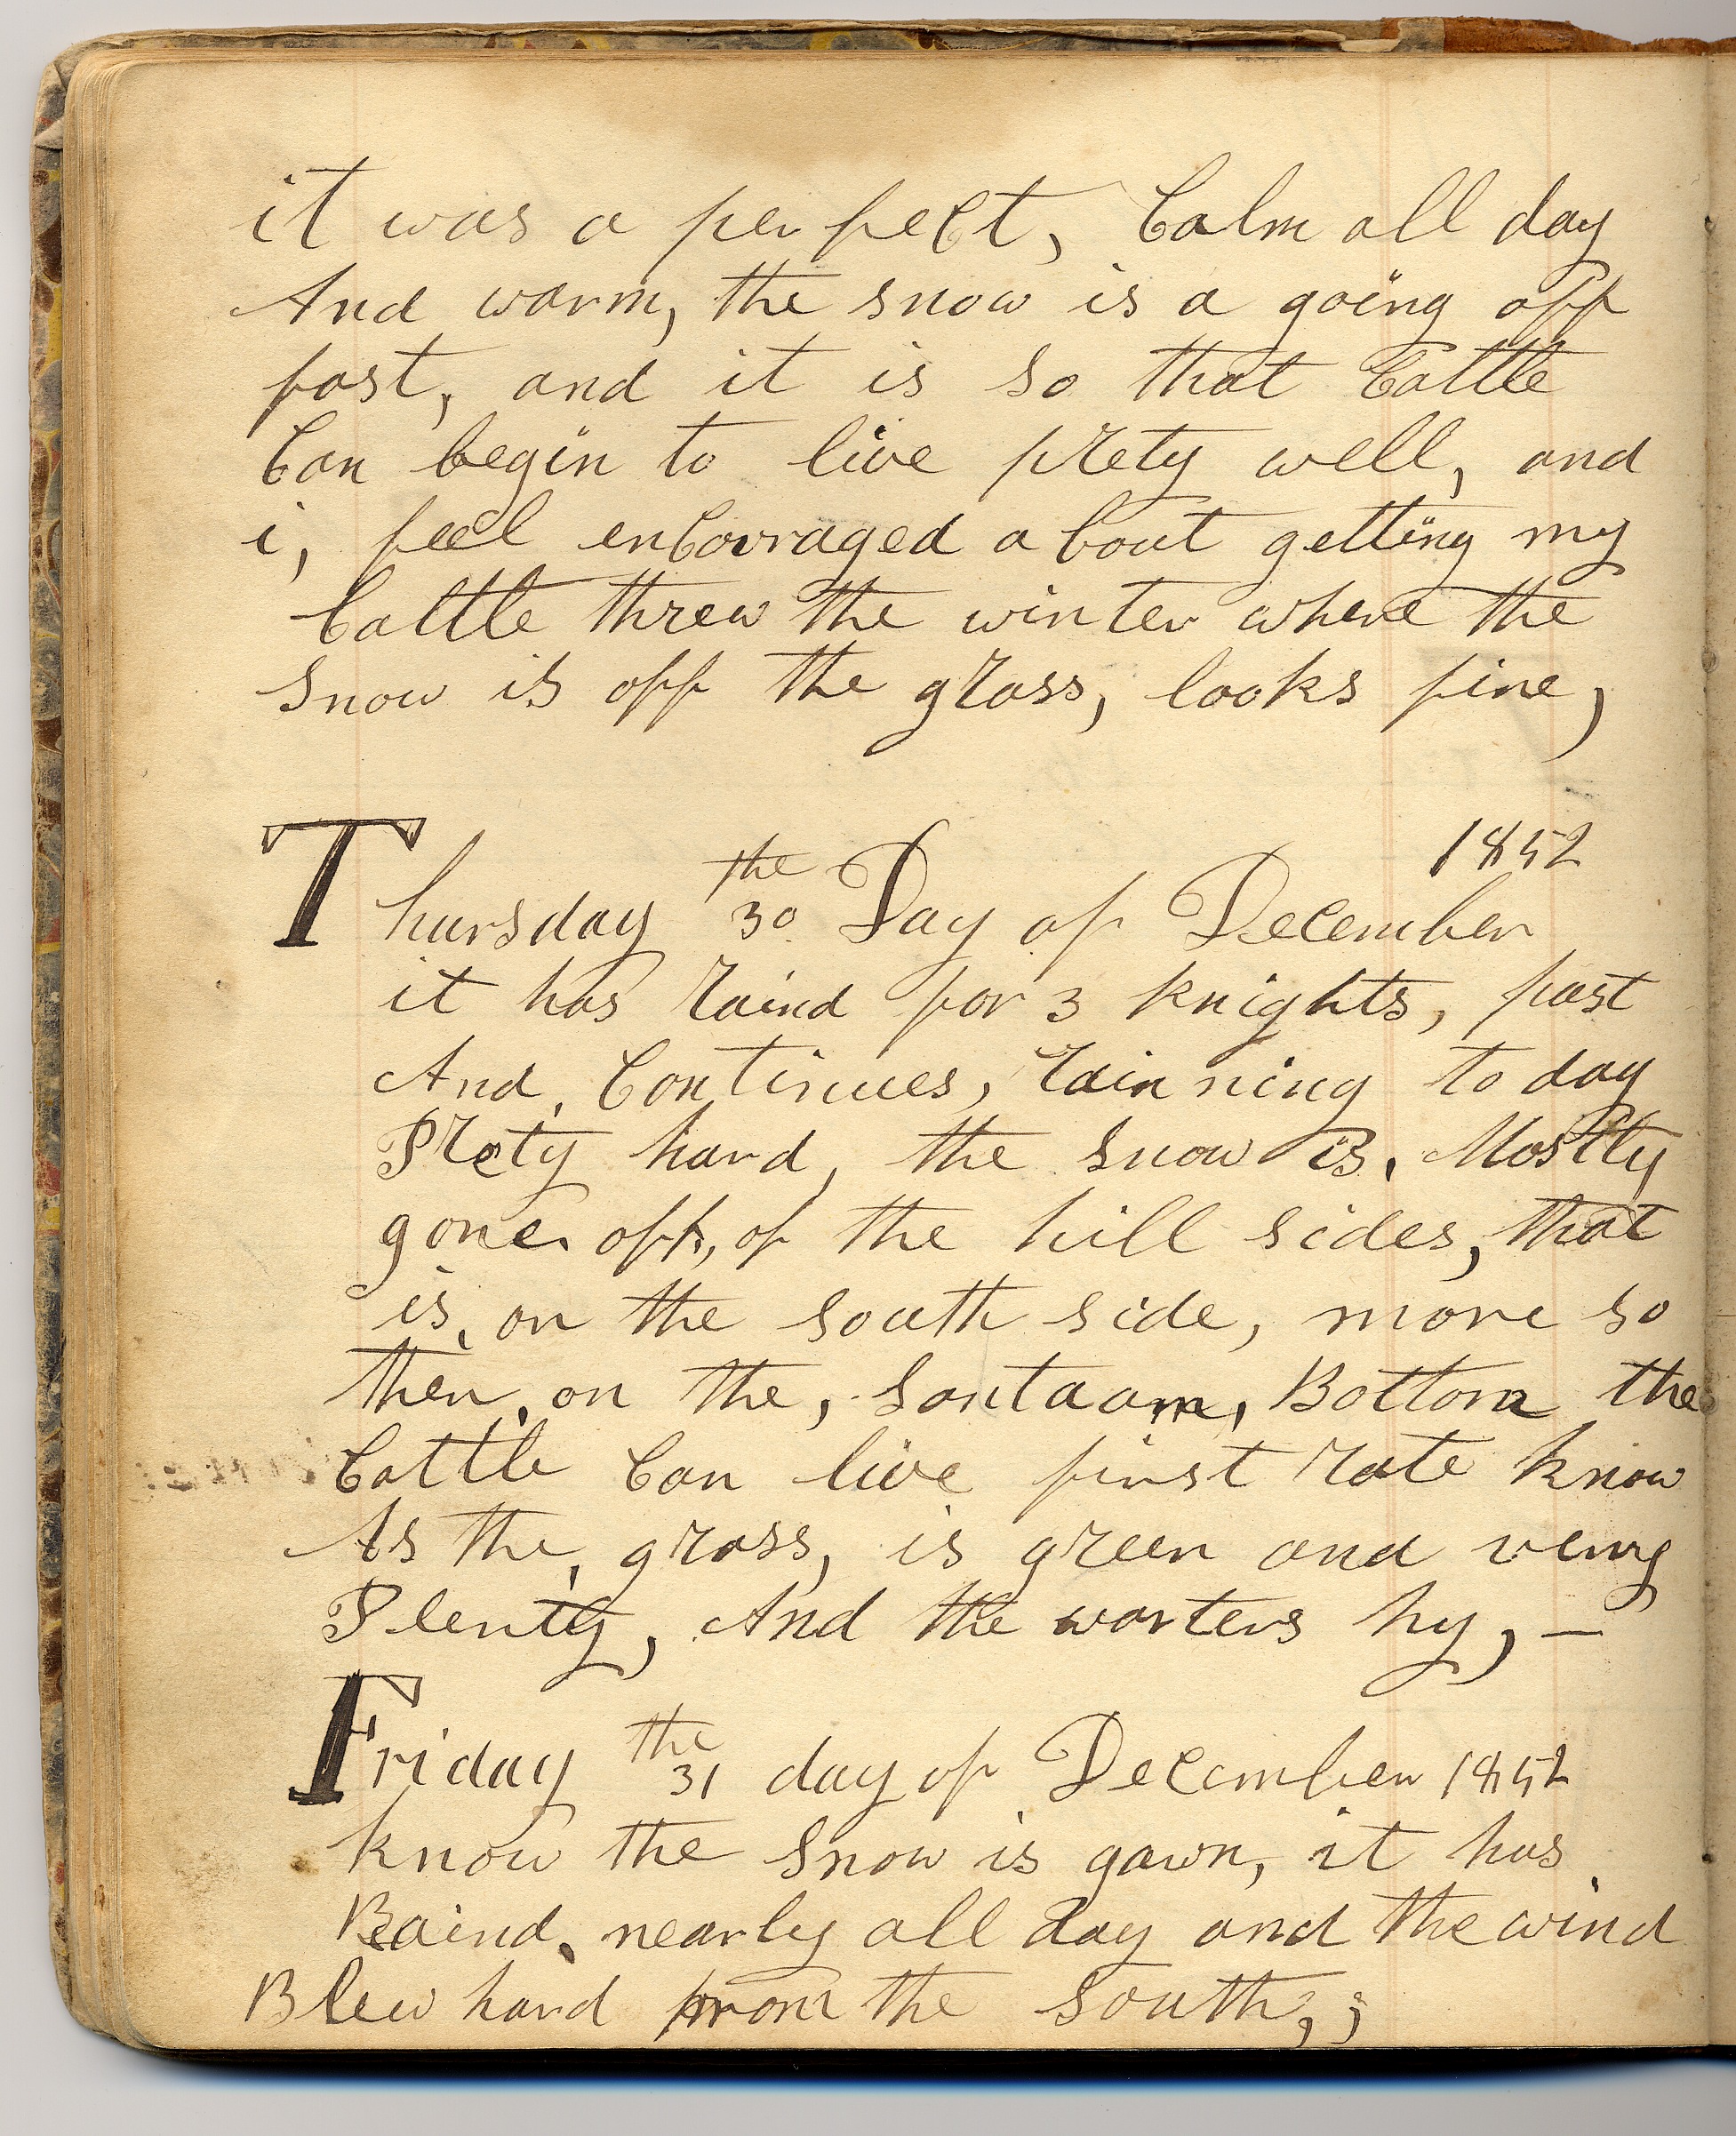 it was a perfect, Calm all day
And warm, the snow is a going off
fast, and it is so that Cattle
Can begin to live prety well, and
i, feel enCouraged a bout getting my
Cattle threw the winter where the
Snow is off the grass, looks fine,
1852
Thursday the 30 Day of December
it has raind for 3 knights, past
And, Continues, rainning to day
Prety hard, the Snow is, Mostly
gone. off, of the hill sides, that
is, on the South side, more so
then, on the, Bottom the
Cattle Can live first rate know
As the, grass, is green and very
Plenty, And the warters hy, —
Friday the 31 day of December 1852
know the Snow is gawn, it has
Raind, nearly all day and the wind
Blew hard from the South, ;